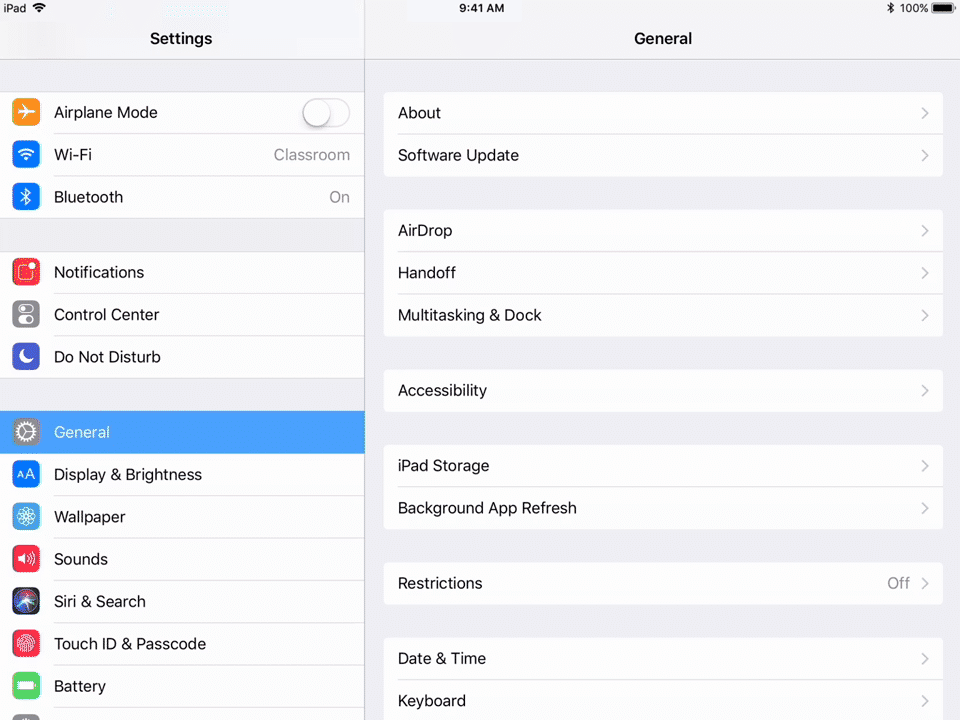 iPad 9:41 AM 100%
Settings
General
Airplane Mode
Wi-Fi Classroom
Bluetooth On
Notifications
Control Center
Do Not Disturb
General
AA Display & Brightness
Wallpaper
Sounds
Siri & Search
Touch ID & Passcode
Battery
About
Software Update
AirDrop
Handoff
Multitasking & Dock
Accessibility
iPad Storage
Background App Refresh
Restrictions Off
Date & Time
Keyboard